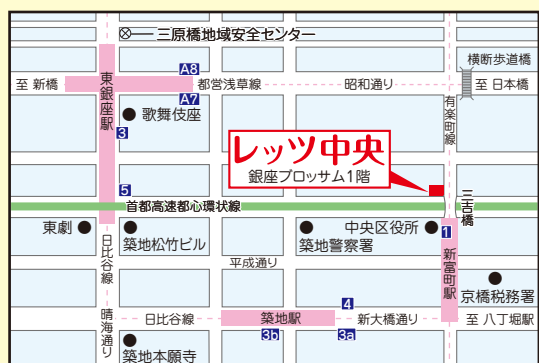 三原橋地域安全センター
横断歩道橋
A8
至 新橋
都営浅草線
昭和通り
至 日本橋
東銀座駅
A7
歌舞伎座
3
有楽町線
レッツ中央
銀座ブロッサム1階
5
三吉橋
首都高速都心環状線
東劇
築地松竹ビル
中央区役所
築地警察署
1
日比谷線
平成通り
新富町駅
京橋税務署
4
晴海通り
日比谷線
築地駅
新大橋通り
至 八丁堀駅
3b
3a
築地本願寺